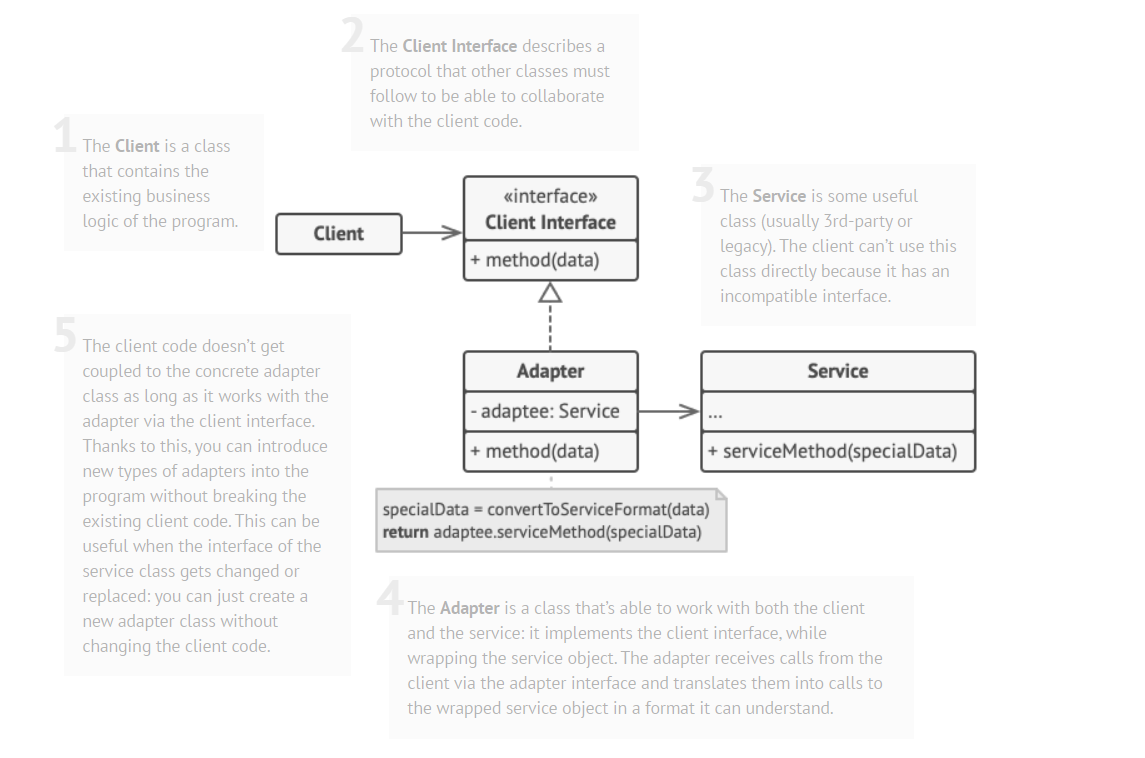 1
The Client is a class
that contains the
existing business
logic of the program.
2
The Client Interface describes a
protocol that other classes must
follow to be able to collaborate
with the client code.
Client
«interface»
Client Interface
+ method(data)
3
The Service is some useful
class (usually 3rd-party or
legacy). The client can’t use this
class directly because it has an
incompatible interface.
Adapter
- adaptee: Service
+ method(data)
Service
...
+ serviceMethod(specialData)
specialData = convertToServiceFormat(data)
return adaptee.serviceMethod(specialData)
4
The Adapter is a class that’s able to work with both the client
and the service: it implements the client interface, while
wrapping the service object. The adapter receives calls from the
client via the adapter interface and translates them into calls to
the wrapped service object in a format it can understand.
5
The client code doesn’t get
coupled to the concrete adapter
class as long as it works with the
adapter via the client interface.
Thanks to this, you can introduce
new types of adapters into the
program without breaking the
existing client code. This can be
useful when the interface of the
service class gets changed or
replaced: you can just create a
new adapter class without
changing the client code.